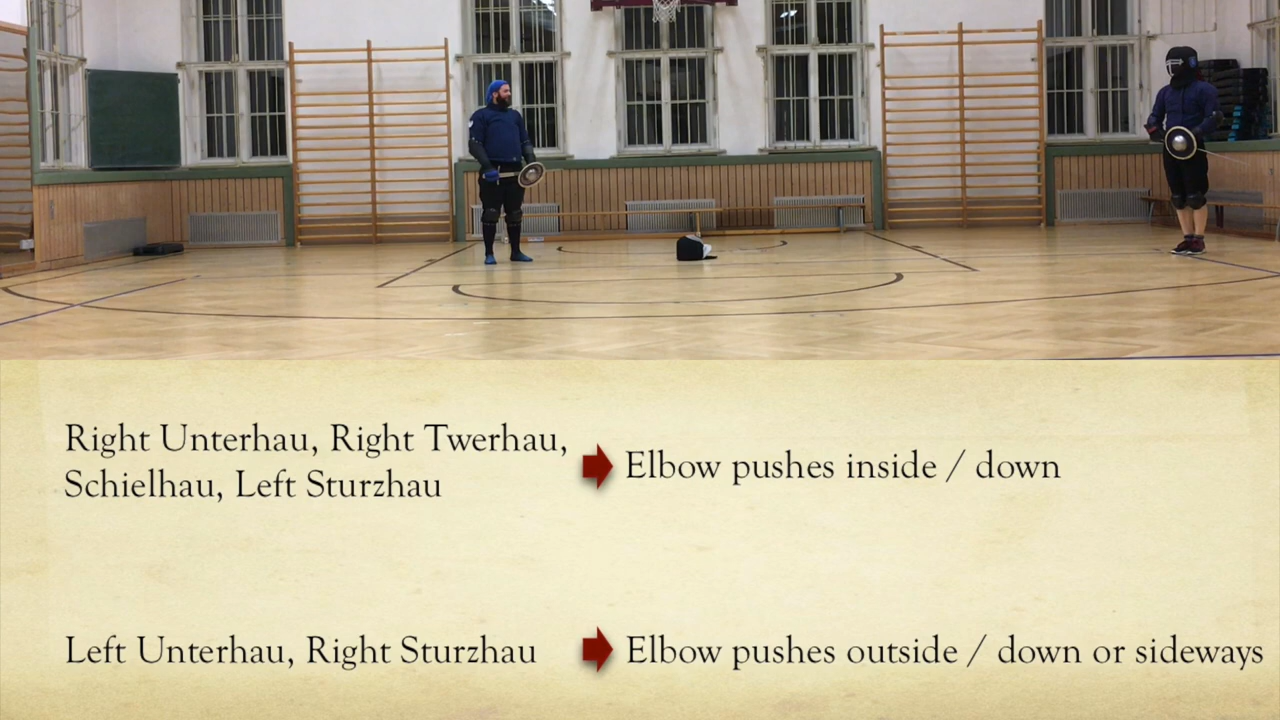 Right Unterhau, Right Twerhau,
Schielhau, Left Sturzhau
Elbow pushes inside / down
Left Unterhau, Right Sturzhau
Elbow pushes outside / down or sideways